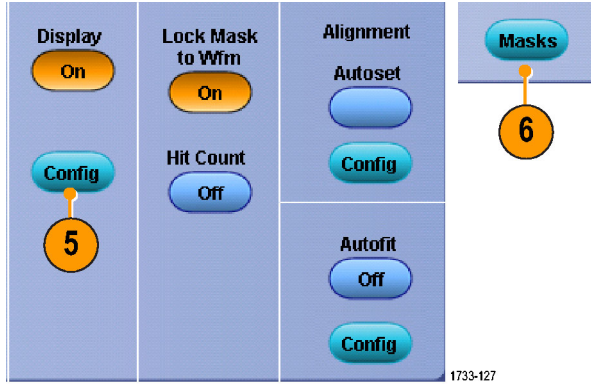 Display
On
Config
5
Lock Mask
to Wfm
On
Hit Count
Off
Alignment
Autoset
Config
Autofit
Off
Config
Masks
6
1733-127